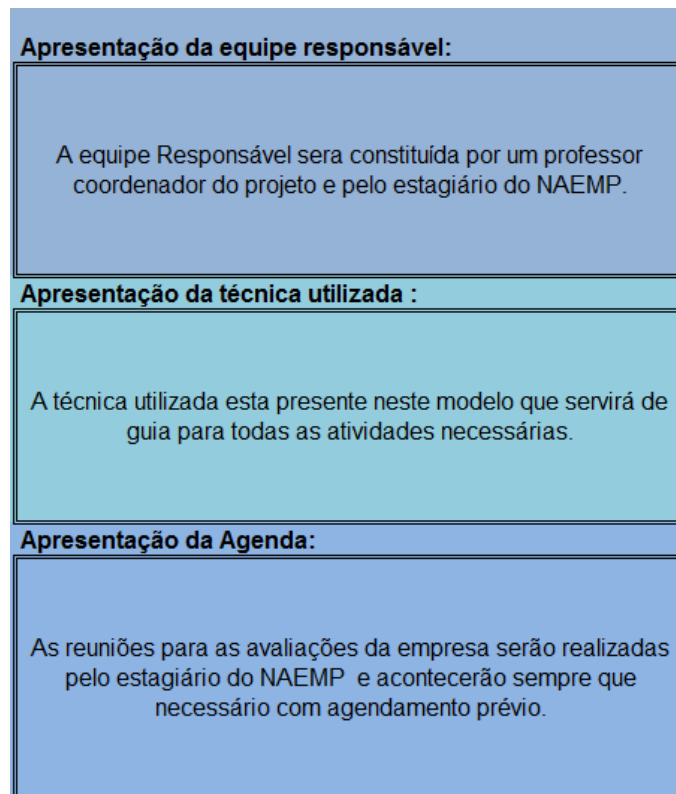 Apresentação da equipe responsável:
A equipe Responsável sera constituída por um professor
coordenador do projeto e pelo estagiário do NAEMP.
Apresentação da técnica utilizada :
A técnica utilizada esta presente neste modelo que servirá de
guia para todas as atividades necessárias.
Apresentação da Agenda:
As reuniões para as avaliações da empresa serão realizadas
pelo estagiário do NAEMP  e acontecerão sempre que
necessário com agendamento prévio.